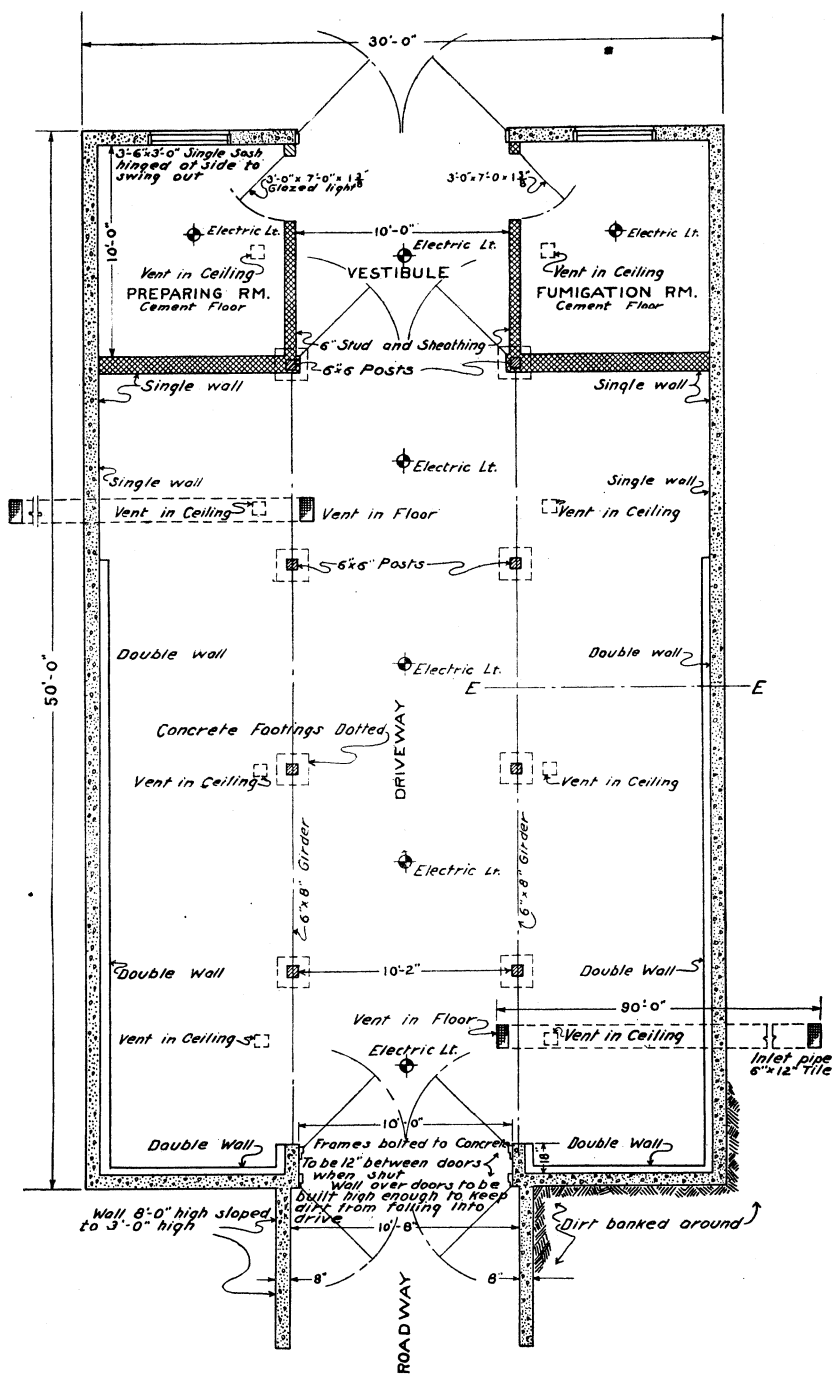 30'-0"
3'-6"x3'-0" Single Sash
hinged at side to
swing out
3'-0"x 7'-0"x 1 3/8"
Glazed light
3'-0"x7'-0"x1 3/8"
10'-0"
Electric Lt.
10'-0"
Electric Lt.
Electric Lt.
Vent in Ceiling
VESTIBULE
Vent in Ceiling
PREPARING RM.
Cement Floor
FUMIGATION RM.
Cement Floor
6" Stud and Sheathing
6"x6 Posts
Single wall
Single wall
Electric Lt.
Single wall
Single wall
Vent in Ceiling
Vent in Floor
Vent in Ceiling
6"x6" Posts
50'-0"
Double wall
Double wall
Electric Lt.
E
E
Concrete Footings Dotted
DRIVEWAY
Vent in Ceiling
Vent in Ceiling
6"x8" Girder
6"x8" Girder
Electric Lt.
Double Wall
10'-2"
Double Wall
90'-0"
Vent in Floor
Vent in Ceiling
Vent in Ceiling
Electric Lt.
Inlet pipe
6"x12" Tile
10'-0"
Double Wall
Frames bolted to Concrete
Double Wall
18"
To be 12" between doors
when shut
Wall over doors to be
built high enough to keep
dirt from falling into
drive
Wall 8'-0" high sloped
to 3'-0" high
10'-8"
Dirt banked around
8"
8"
ROADWAY